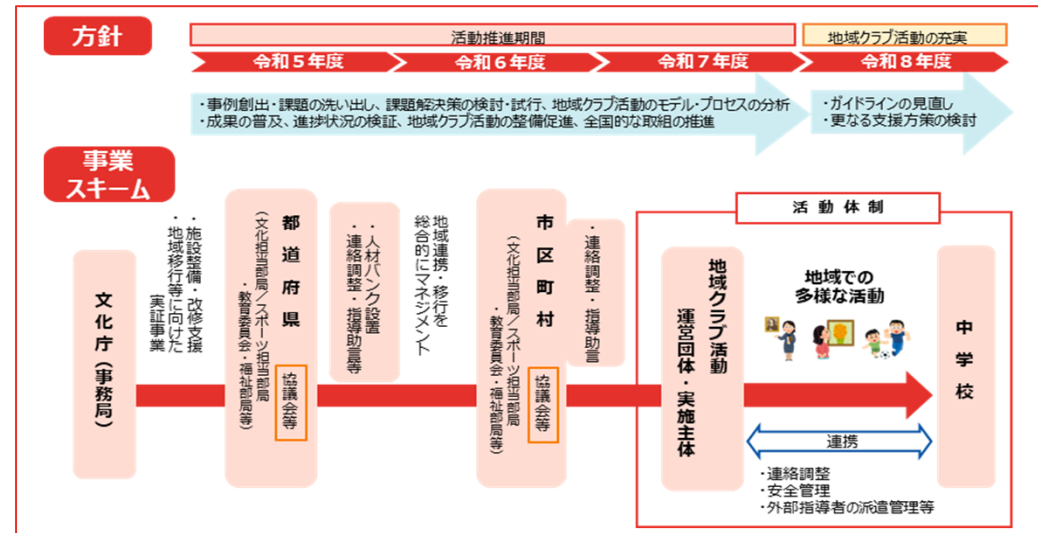 方針
活動推進期間
地域クラブ活動の充実
令和5年度
令和6年度
令和7年度
令和8年度
・事例創出・課題の洗い出し、課題解決策の検討・試行、地域クラブ活動のモデル・プロセスの分析
・成果の普及、進捗状況の検証、地域クラブ活動の整備促進、全国的な取組の推進
・ガイドラインの見直し
・更なる支援方策の検討
事業
スキーム
文化庁(事務局)
・施設整備・改修支援
・地域移行等に向けた
実証事業
都道府県
(文化担当部局/スポーツ担当部局
・教育委員会・福祉部局等)
協議会等
・人材バンク設置
・連絡調整・指導助言等
地域連携・移行を
総合的にマネジメント
市区町村
(文化担当部局/スポーツ担当部局
・教育委員会・福祉部局等)
協議会等
・連絡調整・指導助言
活動体制
地域クラブ活動
運営団体・実施主体
地域での
多様な活動
連携
・連絡調整
・安全管理
・外部指導者の派遣管理等
中学校